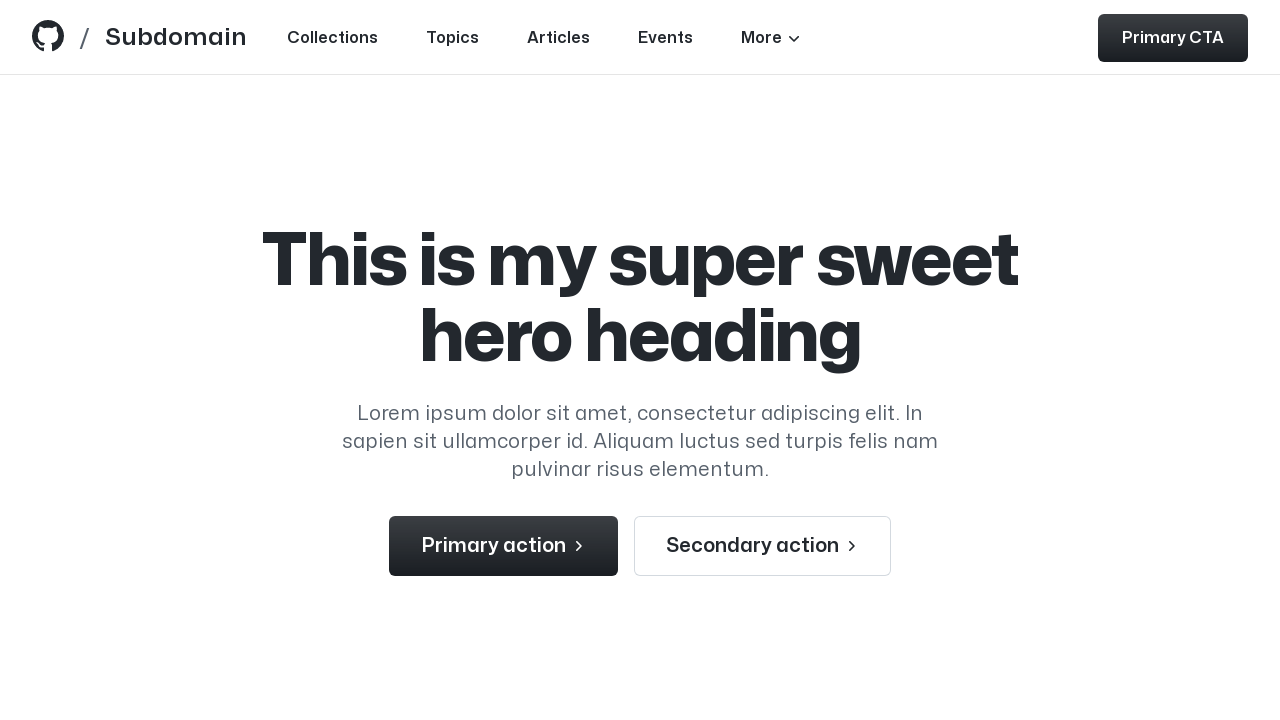 / Subdomain Collections Topics Articles Events More Primary CTA
This is my super sweet
hero heading
Lorem ipsum dolor sit amet, consectetur adipiscing elit. In
sapien sit ullamcorper id. Aliquam luctus sed turpis felis nam
pulvinar risus elementum.
Primary action Secondary action